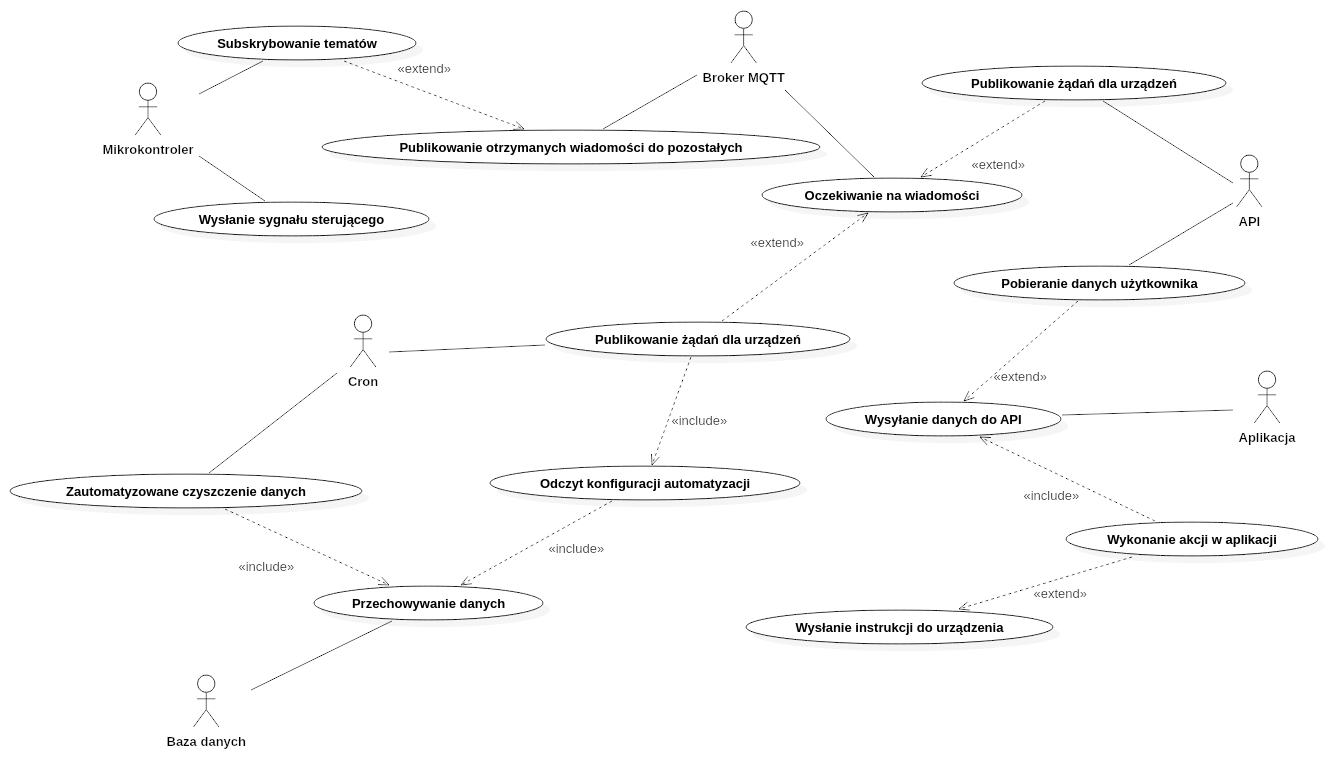 Subskrybowanie tematów
«extend»
Broker MQTT
Publikowanie żądań dla urządzeń
Mikrokontroler
Publikowanie otrzymanych wiadomości do pozostałych
«extend»
Oczekiwanie na wiadomości
Wysłanie sygnału sterującego
API
«extend»
Pobieranie danych użytkownika
Publikowanie żądań dla urządzeń
Cron
«extend»
«include»
Wysyłanie danych do API
Aplikacja
Zautomatyzowane czyszczenie danych
Odczyt konfiguracji automatyzacji
«include»
Wykonanie akcji w aplikacji
«include»
«include»
«extend»
Przechowywanie danych
Wysłanie instrukcji do urządzenia
Baza danych